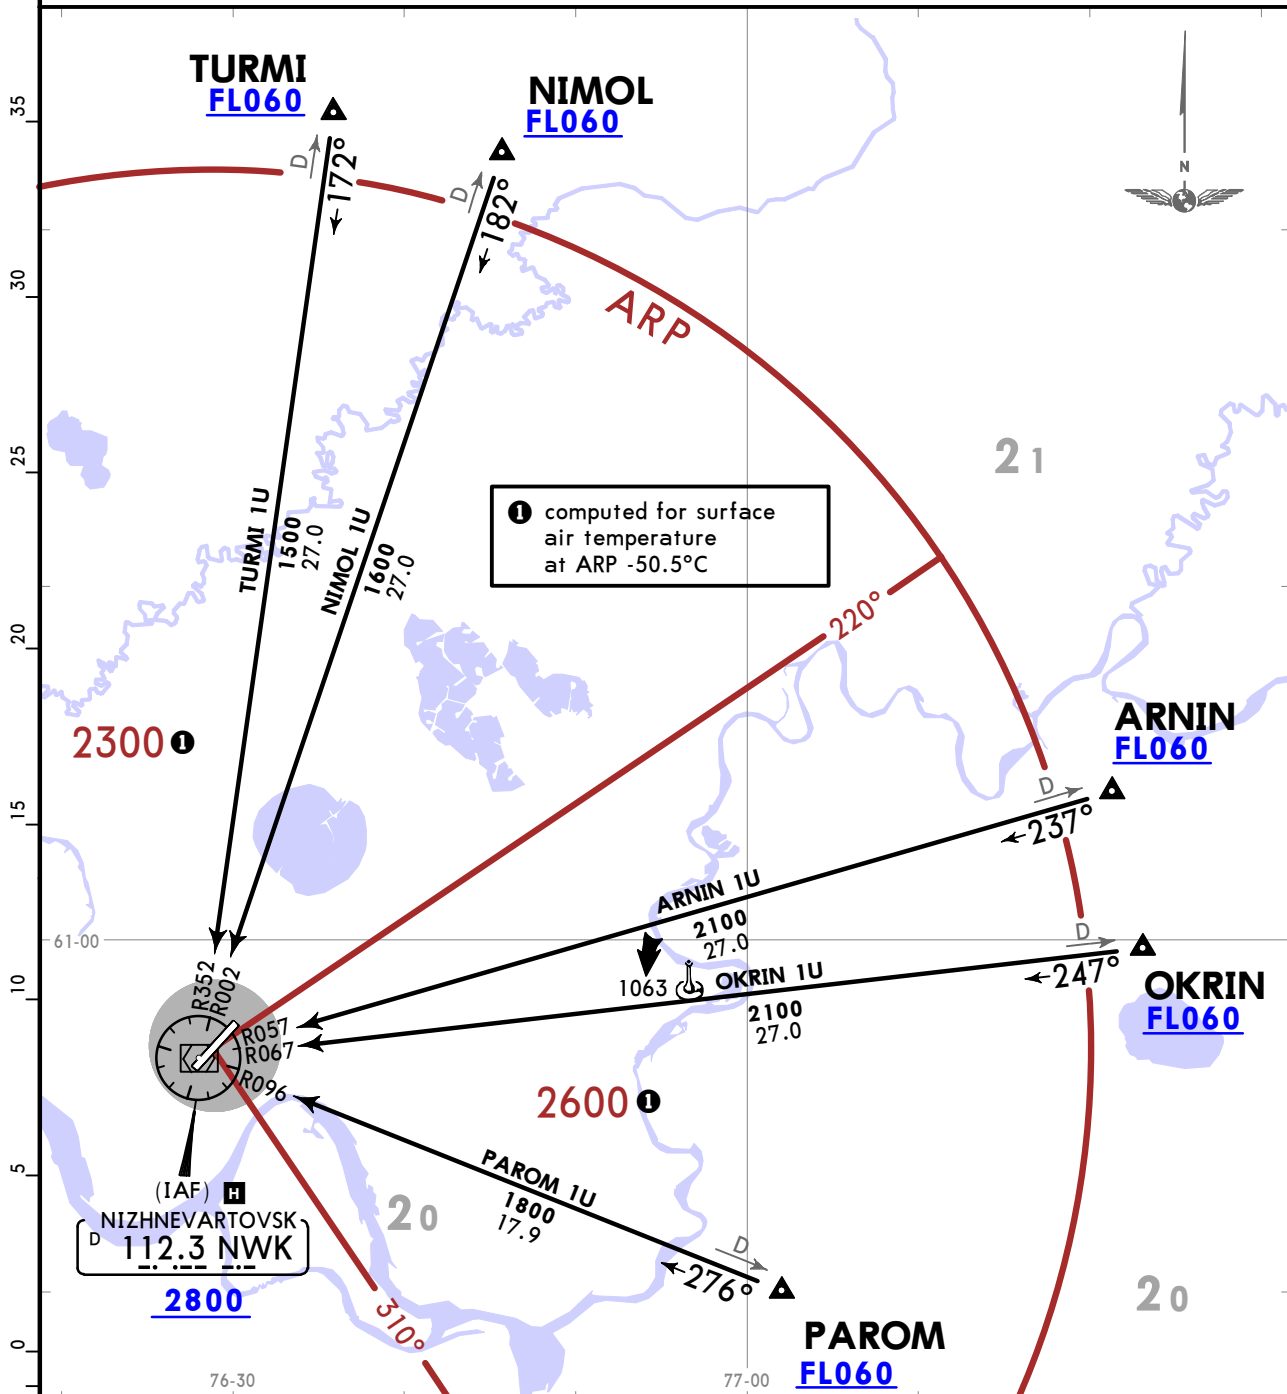 TURMI
FL060
NIMOL
FL060
35
30
25
20
15
10
5
0
N
D
172°
D
182°
ARP
21
TURMI 1U
1500
27.0
NIMOL 1U
1600
27.0
1 computed for surface
air temperature
at ARP -50.5°C
220°
2300 1
ARNIN
FL060
D
237°
ARNIN 1U
2100
27.0
61-00
1063
OKRIN 1U
2100
27.0
D
247°
OKRIN
FL060
R352
R002
R057
R067
R096
2600 1
PAROM 1U
1800
17.9
D
276°
PAROM
FL060
20
20
(IAF) H
NIZHNEVARTOVSK
D 112.3 NWK
2800
310°
76-30
77-00